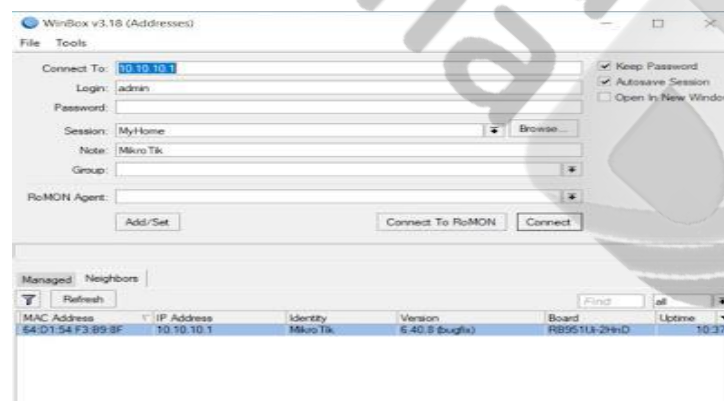 WinBox v3.18 (Addresses)
File Tools
Connect To: 10.10.10.1
Keep Password
Login: admin
Autosave Session
Password:
Open In New Windo
Session: MyHome
Browse...
Note: MikroTik
Group:
RoMON Agent:
Add/Set
Connect To RoMON
Connect
Managed Neighbors
Refresh
Find
all
MAC Address IP Address Identity Version Board Uptime
64:D1:54:F3:B9:8F 10.10.10.1 MikroTik 6.40.8 (bugfix) RB951Ui-2HnD 10:37